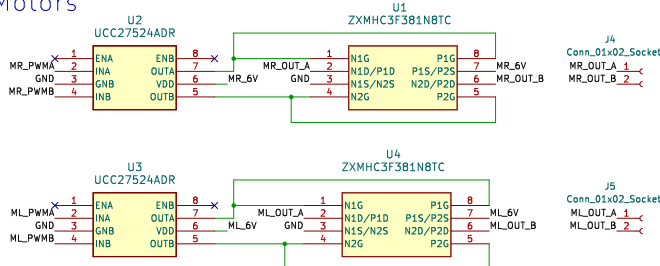 Motors
U2
UCC27524ADR
U1
ZXMHC3F381N8TC
J4
Conn_01x02_Socket
1 ENA ENB 8
MR_PWMA 2 INA OUTA 7
GND 3 GNB VDD 6 MR_6V
MR_PWMB 4 INB OUTB 5
1 N1G P1G 8
MR_OUT_A 2 N1D/P1D P1S/P2S 7 MR_6V
GND 3 N1S/N2S N2D/P2D 6 MR_OUT_B
4 N2G P2G 5
MR_OUT_A 1
MR_OUT_B 2
U3
UCC27524ADR
U4
ZXMHC3F381N8TC
J5
Conn_01x02_Socket
1 ENA ENB 8
ML_PWMA 2 INA OUTA 7
GND 3 GNB VDD 6 ML_6V
ML_PWMB 4 INB OUTB 5
1 N1G P1G 8
ML_OUT_A 2 N1D/P1D P1S/P2S 7 ML_6V
GND 3 N1S/N2S N2D/P2D 6 ML_OUT_B
4 N2G P2G 5
ML_OUT_A 1
ML_OUT_B 2